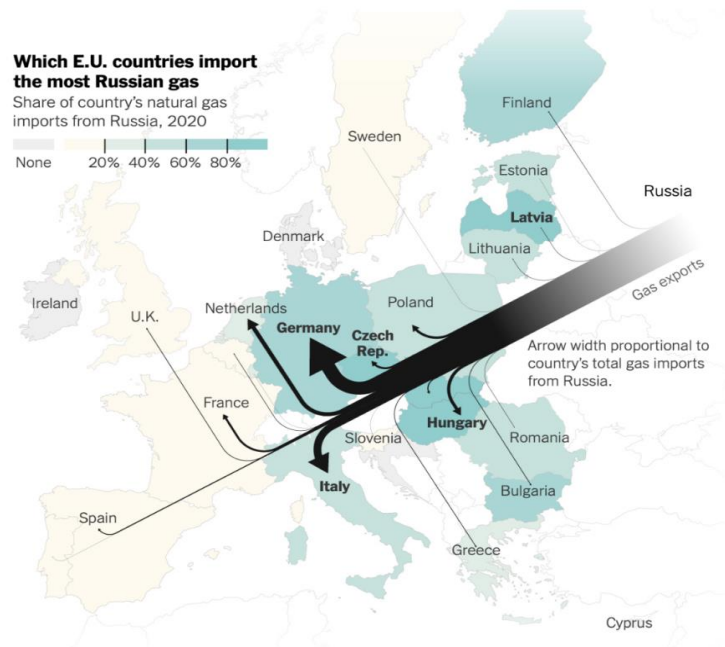 Which E.U. countries import
the most Russian gas
Share of country's natural gas
imports from Russia, 2020
None
20% 40% 60% 80%
Finland
Sweden
Estonia
Russia
Latvia
Denmark
Lithuania
Gas exports
Ireland
Netherlands
Poland
U.K.
Germany
Czech
Rep.
Arrow width proportional to
country's total gas imports
from Russia.
France
Hungary
Slovenia
Romania
Italy
Bulgaria
Spain
Greece
Cyprus